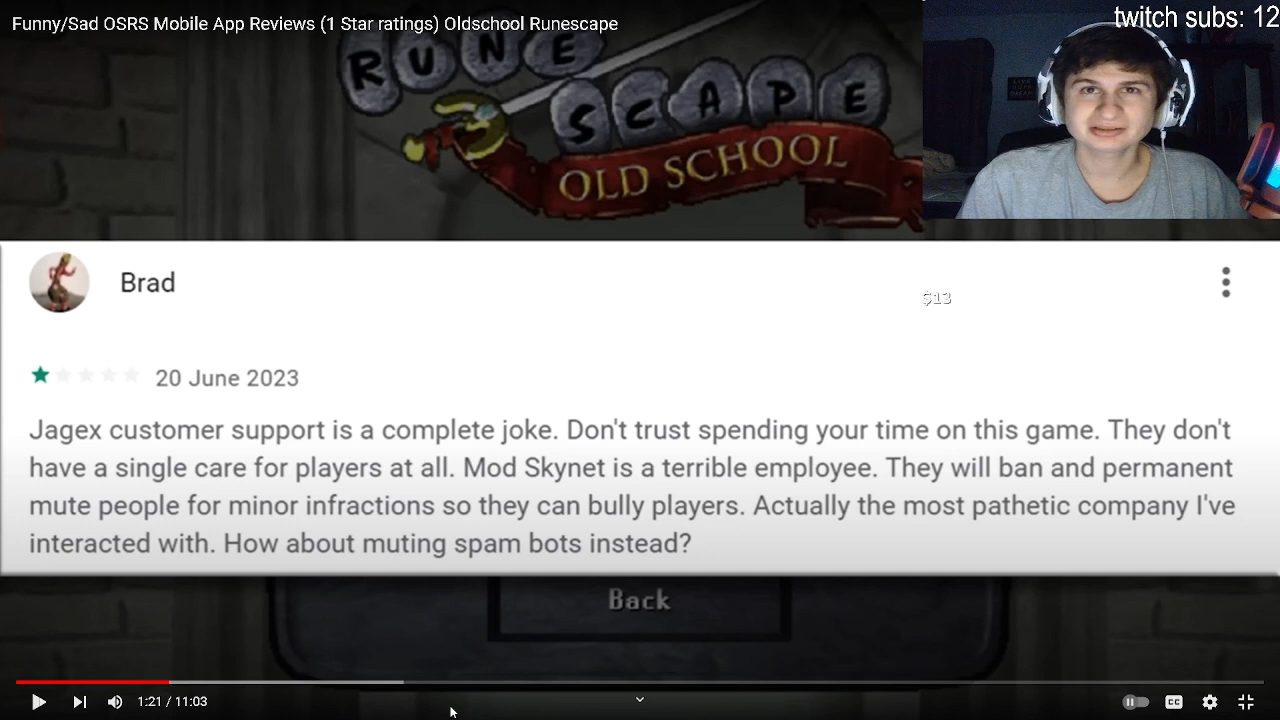 Funny/Sad OSRS Mobile App Reviews (1 Star ratings) Oldschool Runescape
twitch subs: 12
RUNE
SCAPE
OLD SCHOOL
Brad
$13
20 June 2023
Jagex customer support is a complete joke. Don't trust spending your time on this game. They don't
have a single care for players at all. Mod Skynet is a terrible employee. They will ban and permanent
mute people for minor infractions so they can bully players. Actually the most pathetic company I've
interacted with. How about muting spam bots instead?
Back
1:21 / 11:03
CC